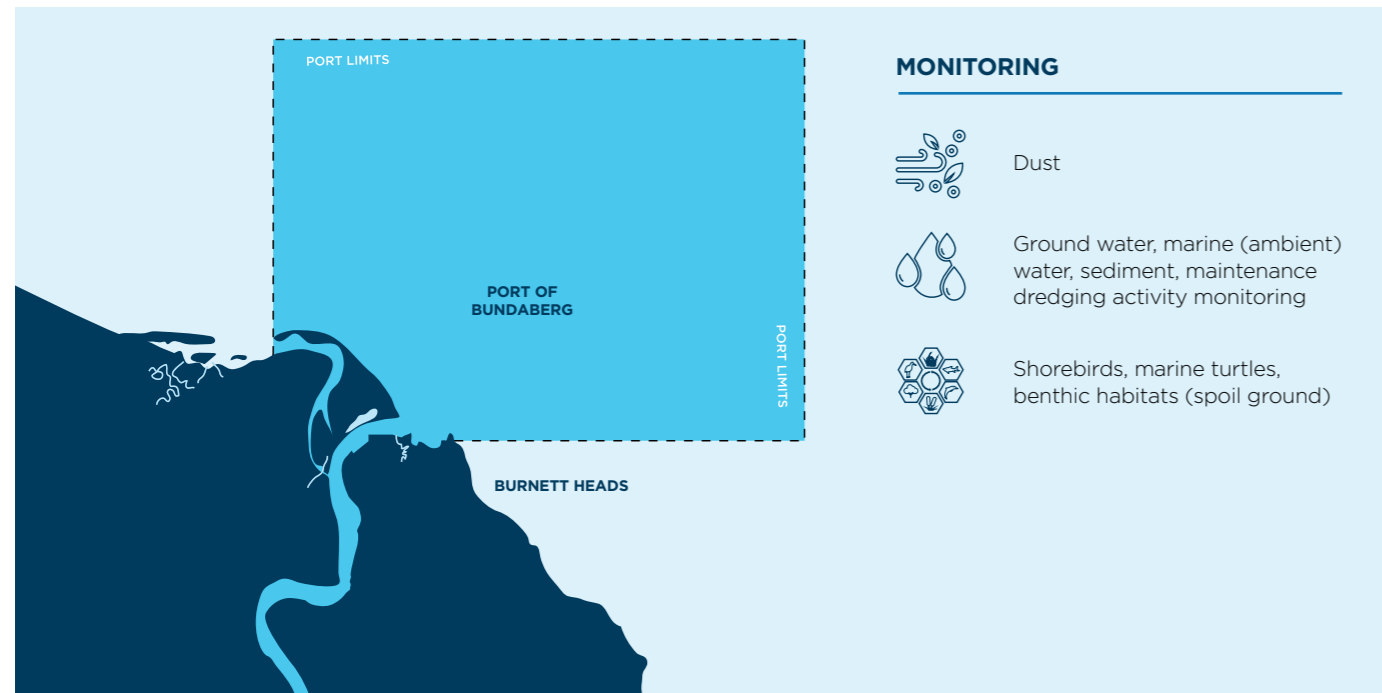 PORT LIMITS
PORT OF
BUNDABERG
PORT LIMITS
BURNETT HEADS
MONITORING
Dust
Ground water, marine (ambient)
water, sediment, maintenance
dredging activity monitoring
Shorebirds, marine turtles,
benthic habitats (spoil ground)